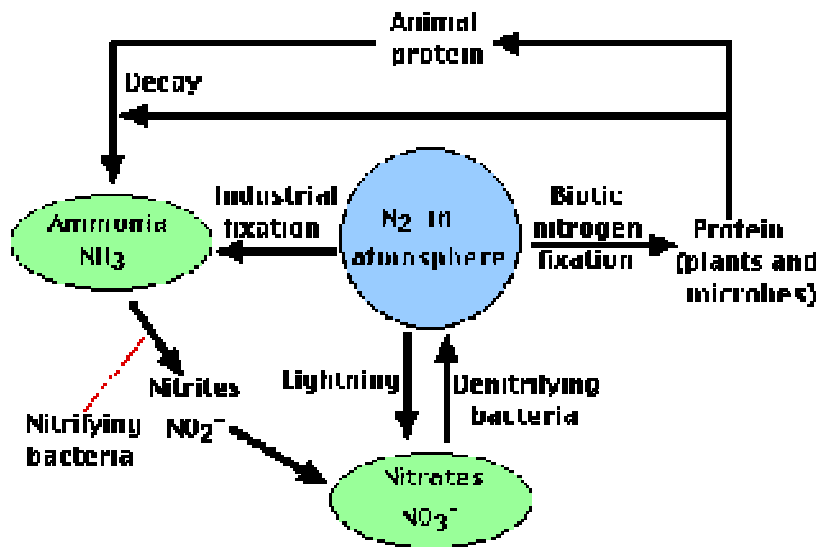 Animal
protein
Decay
Industrial
fixation
N2 in
atmosphere
Biotic
nitrogen
fixation
Ammonia
NH3
Protein
(plants and
microbes)
Lightning
Denitrifying
bacteria
Nitrites
NO2⁻
Nitrifying
bacteria
Nitrates
NO3⁻